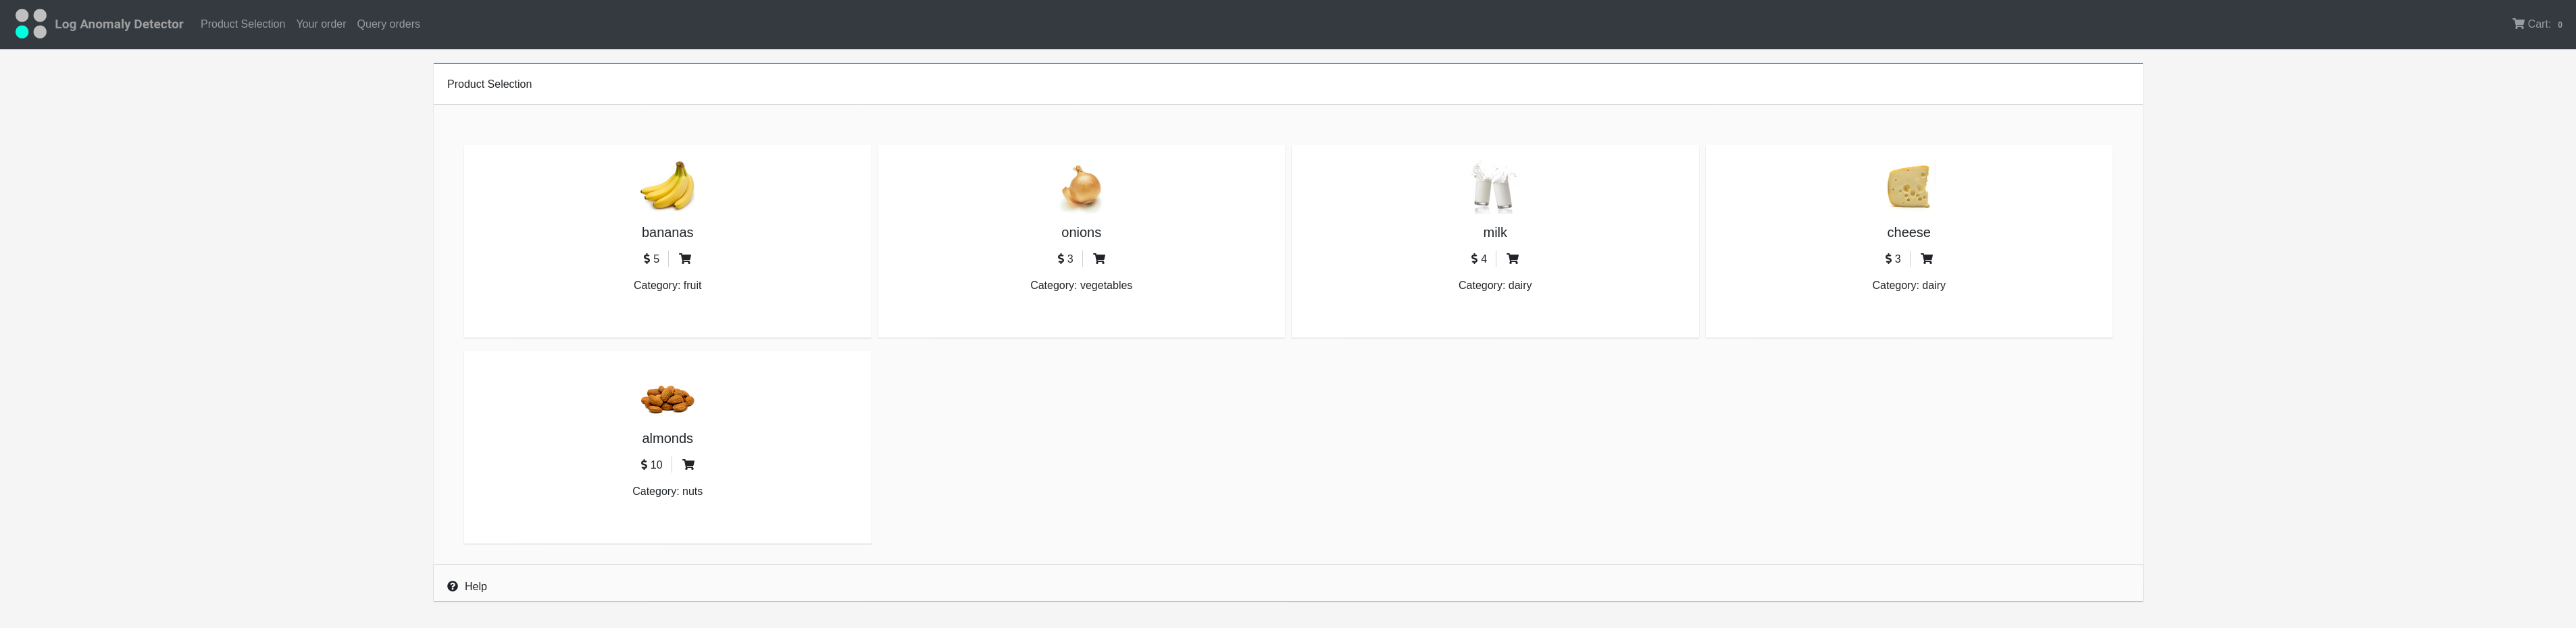 Log Anomaly Detector Product Selection Your order Query orders Cart: 0
Product Selection
bananas
$ 5
Category: fruit
onions
$ 3
Category: vegetables
milk
$ 4
Category: dairy
cheese
$ 3
Category: dairy
almonds
$ 10
Category: nuts
Help